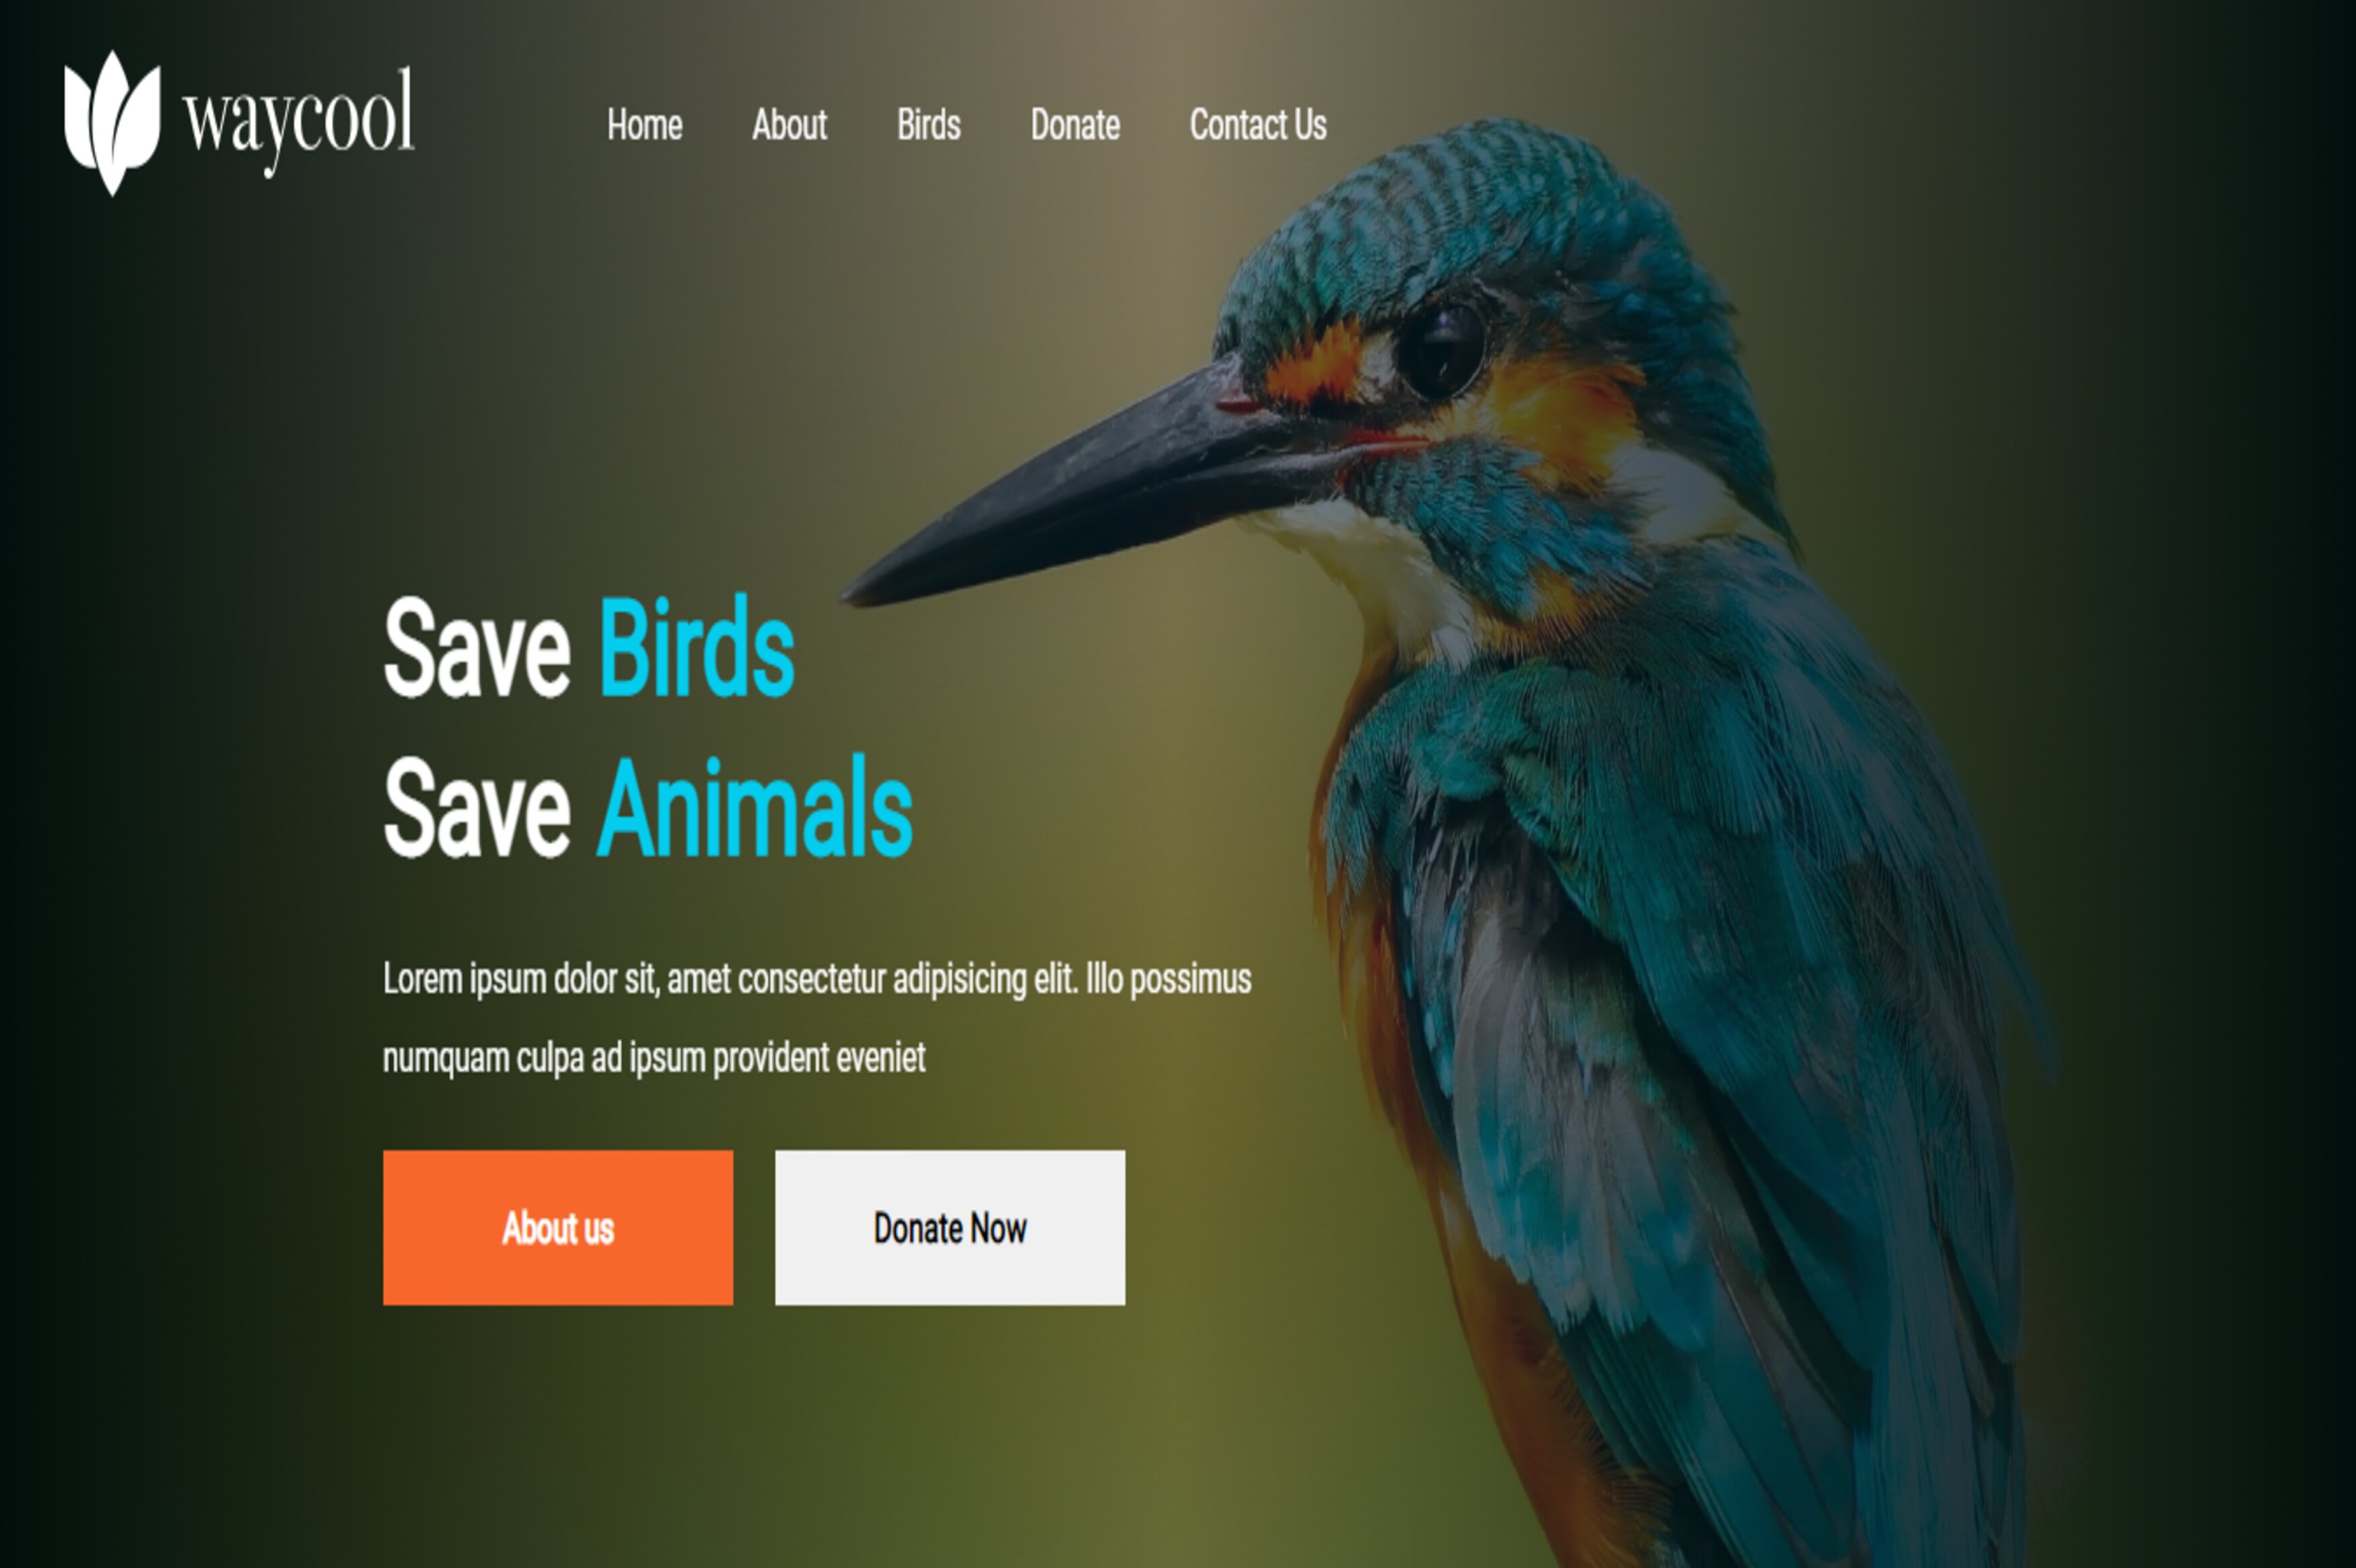 waycool
Home About Birds Donate Contact Us
Save Birds
Save Animals
Lorem ipsum dolor sit, amet consectetur adipisicing elit. Illo possimus
numquam culpa ad ipsum provident eveniet
About us Donate Now